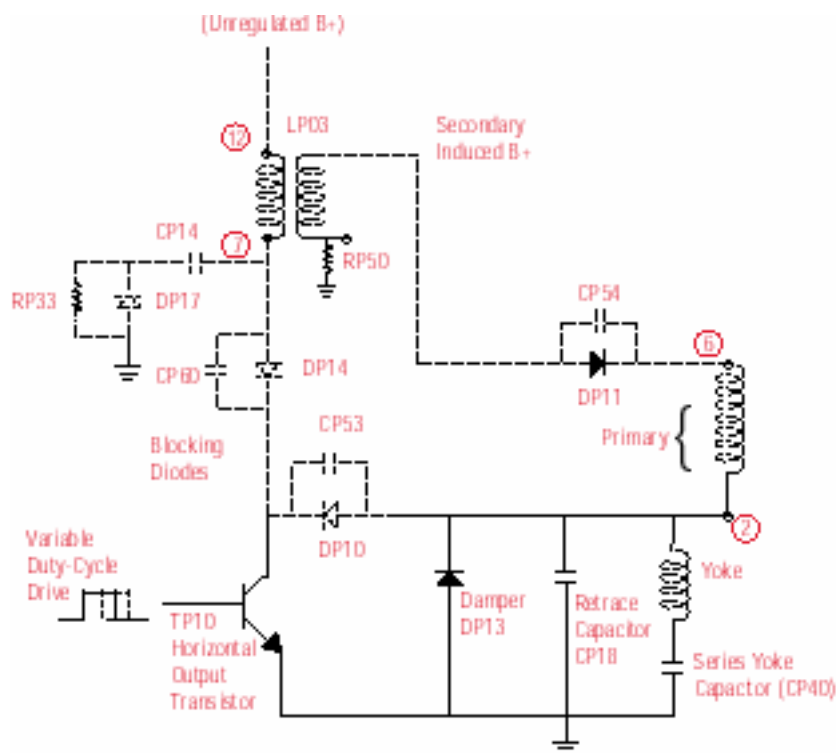 (Unregulated B+)
LP03
12
Secondary
Induced B+
CP14
7
RP50
RP33
DP17
CP54
6
CP60
DP14
DP11
CP53
Primary
Blocking
Diodes
DP10
2
Variable
Duty-Cycle
Drive
Yoke
Damper
DP13
Retrace
Capacitor
CP18
TP10
Horizontal
Output
Transistor
Series Yoke
Capactor (CP40)